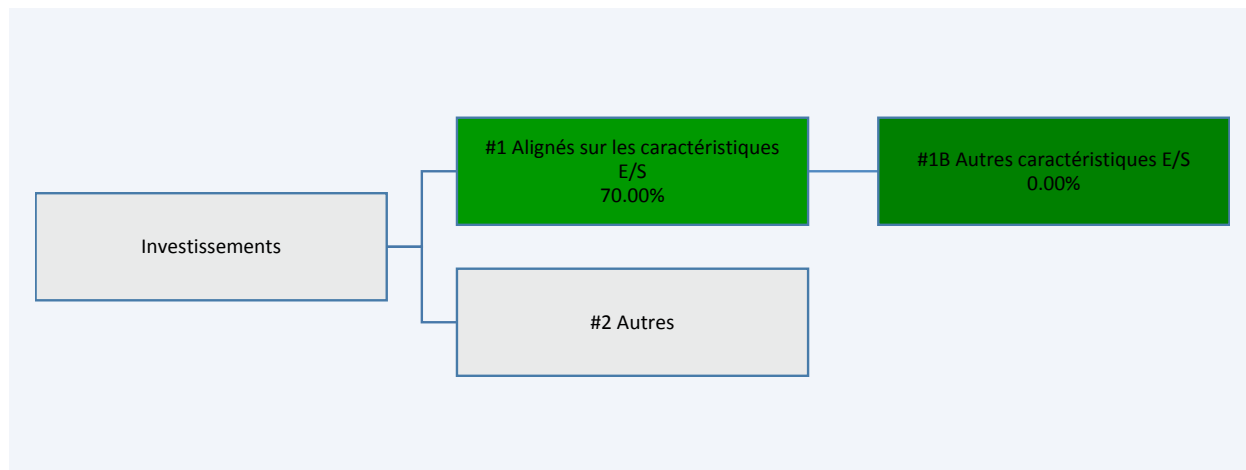 #1 Alignés sur les caractéristiques
E/S
70.00%
#1B Autres caractéristiques E/S
0.00%
Investissements
#2 Autres